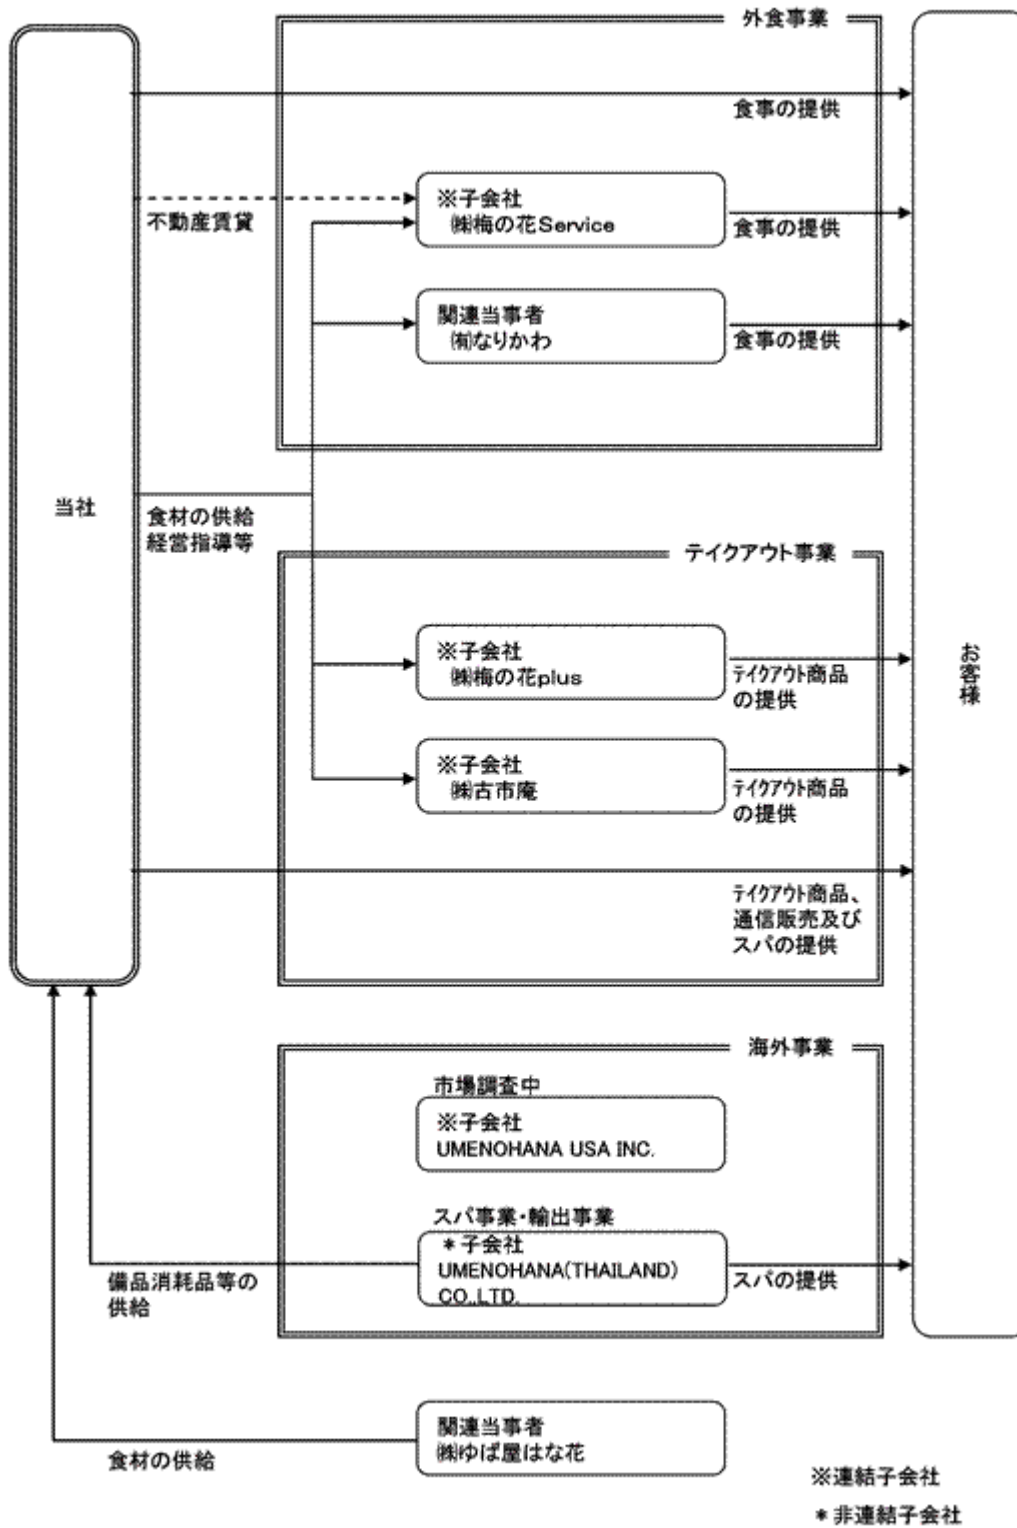 外食事業
食事の提供
不動産賃貸
※子会社
㈱梅の花Service
食事の提供
関連当事者
㈲なりかわ
食事の提供
当社
食材の供給
経営指導等
テイクアウト事業
※子会社
㈱梅の花plus
ﾃｲｸｱｳﾄ商品
の提供
※子会社
㈱古市庵
ﾃｲｸｱｳﾄ商品
の提供
お客様
ﾃｲｸｱｳﾄ商品、
通信販売及び
スパの提供
海外事業
市場調査中
※子会社
UMENOHANA USA INC.
スパ事業・輸出事業
＊子会社
UMENOHANA(THAILAND)
CO.,LTD.
スパの提供
備品消耗品等の
供給
関連当事者
㈱ゆば屋はな花
食材の供給
※連結子会社
＊非連結子会社